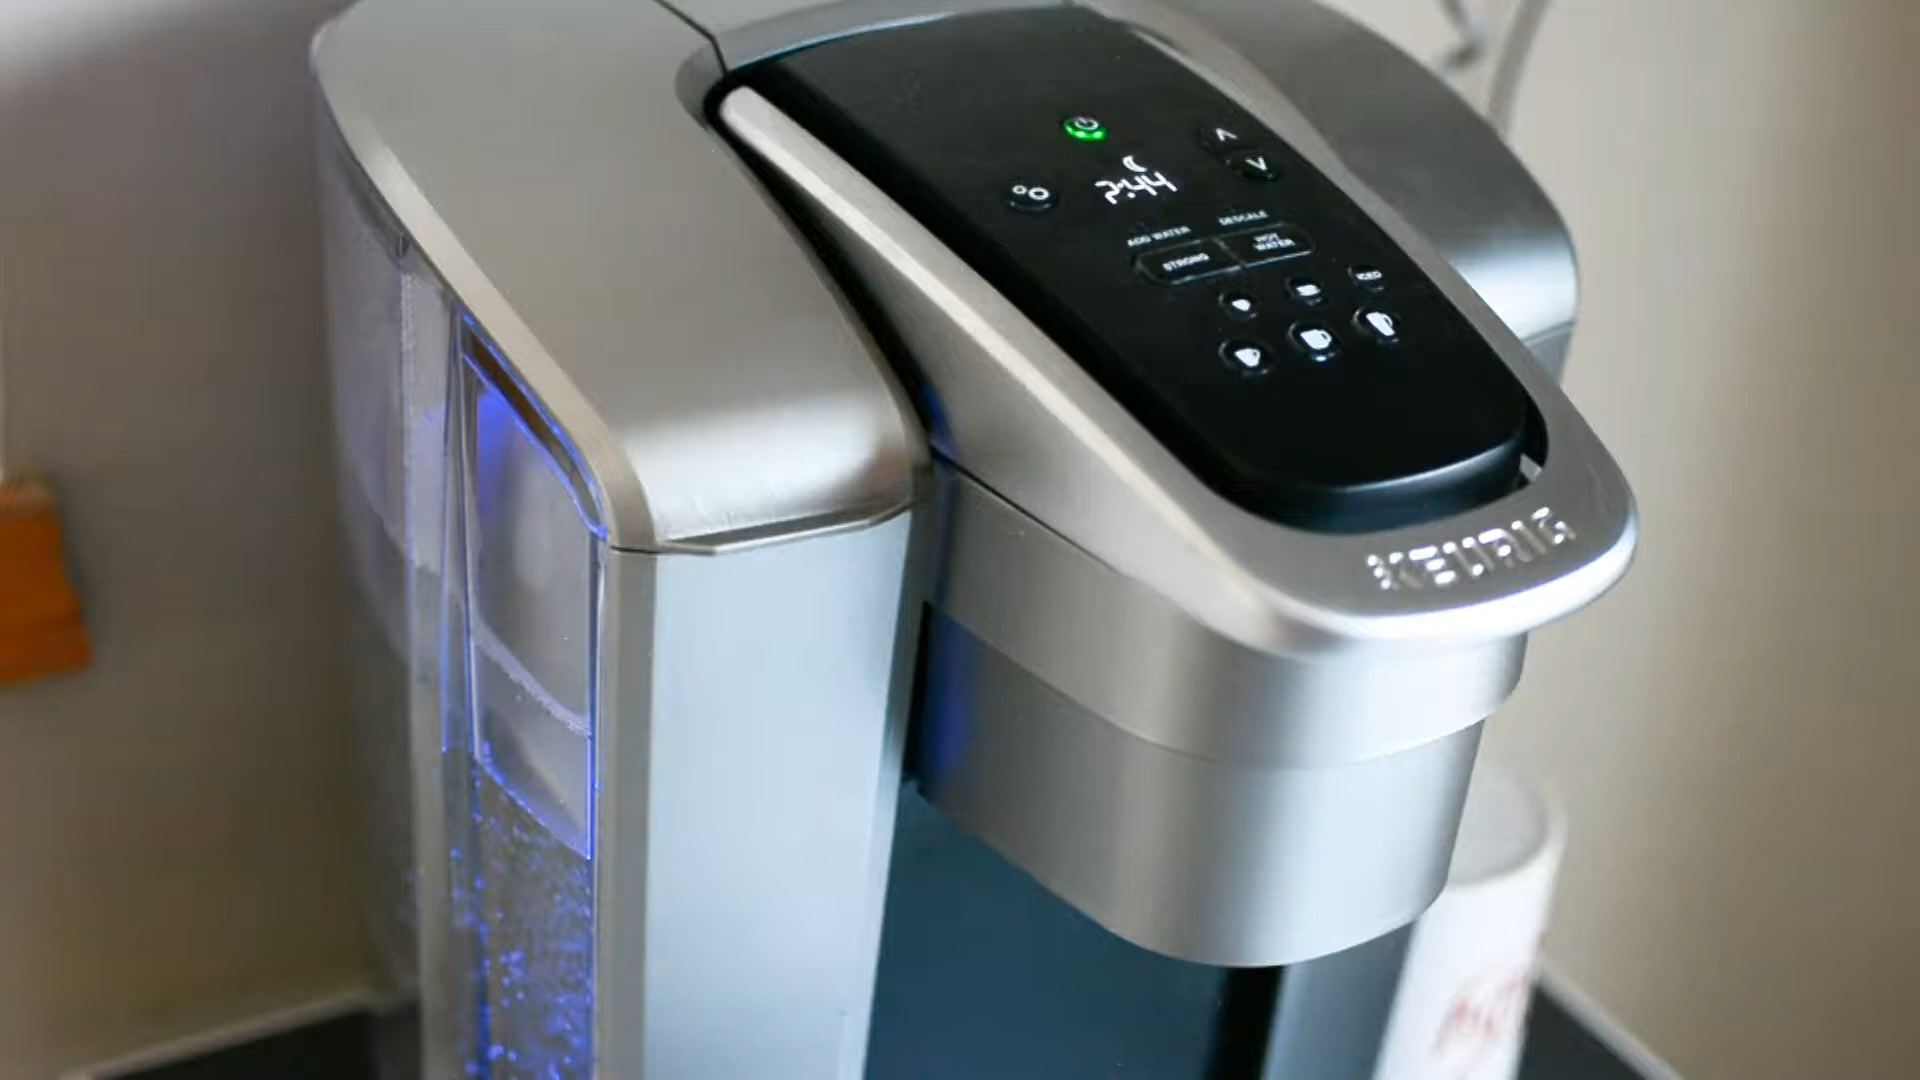 2:44
DESCALE
ADD WATER
HOT
WATER
STRONG
ICED
KEURIG